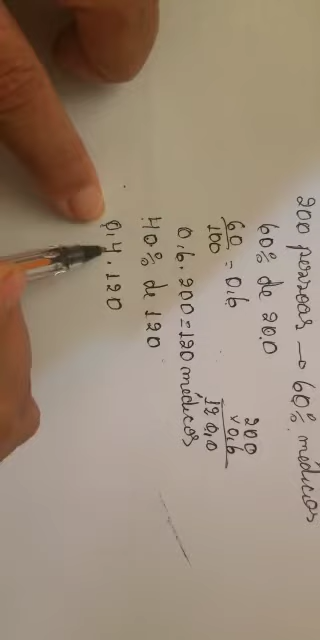 200 pessoas → 60% médicos
60% de 200
60/100 = 0,6
200
x0,6
120,0
0,6 . 200 = 120 médicos
40% de 120
0,4 . 120